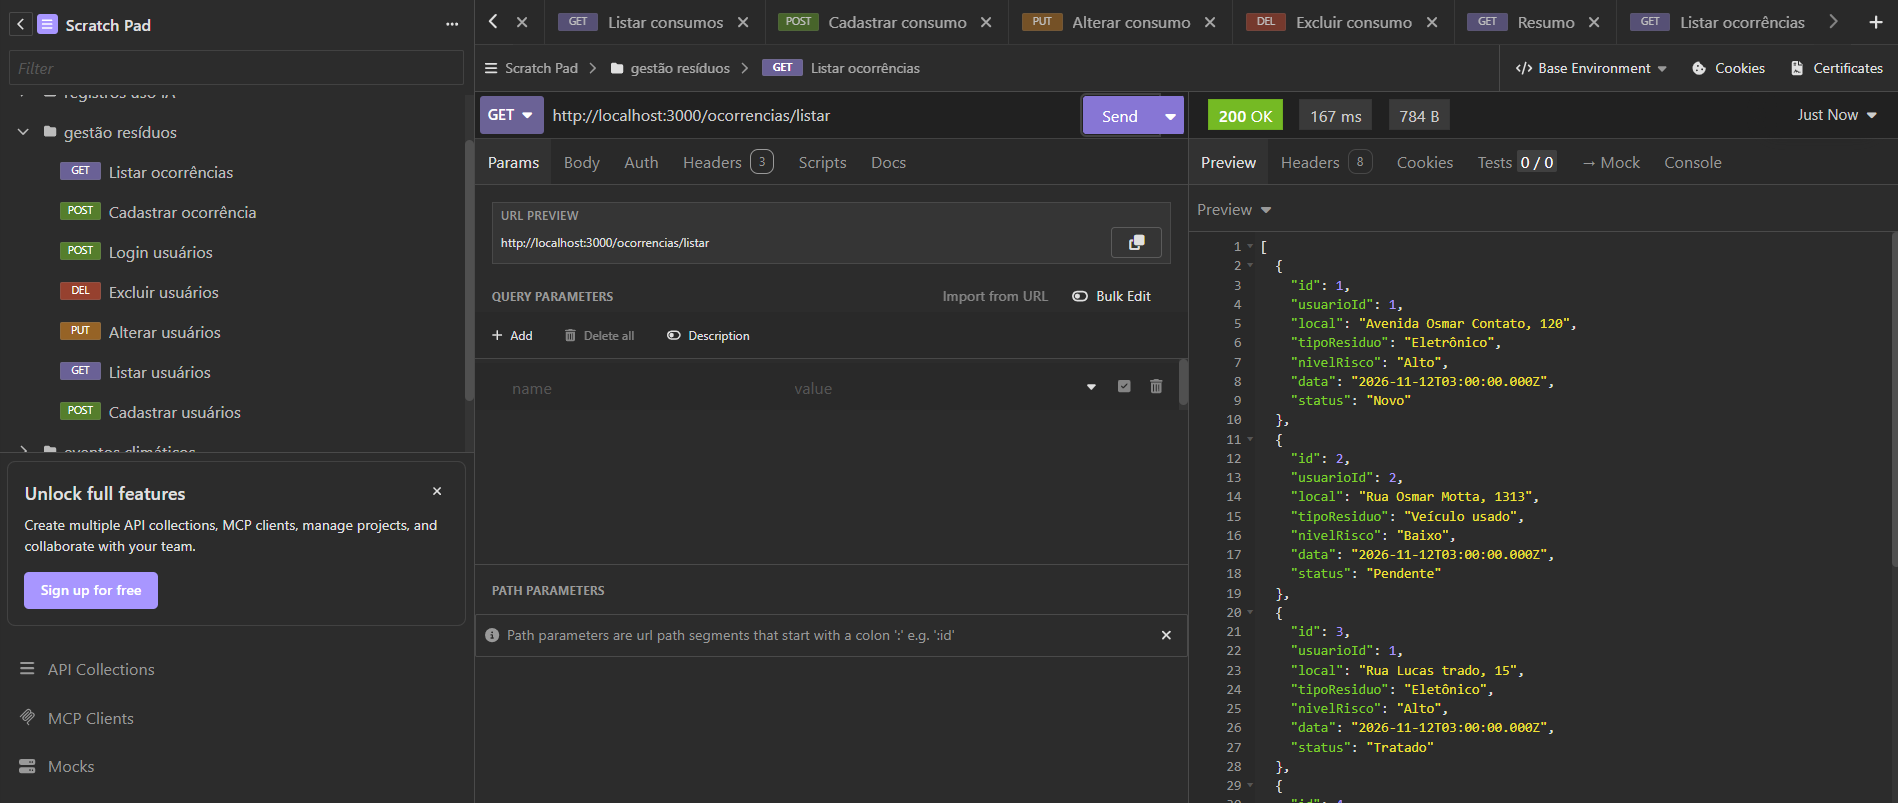 Scratch Pad
Filter
registros uso IA
gestão resíduos
GET Listar ocorrências
POST Cadastrar ocorrência
POST Login usuários
DEL Excluir usuários
PUT Alterar usuários
GET Listar usuários
POST Cadastrar usuários
eventos climáticos
Unlock full features
Create multiple API collections, MCP clients, manage projects, and
collaborate with your team.
Sign up for free
API Collections
MCP Clients
Mocks
GET Listar consumos
POST Cadastrar consumo
PUT Alterar consumo
DEL Excluir consumo
GET Resumo
GET Listar ocorrências
Scratch Pad
gestão resíduos
GET Listar ocorrências
</> Base Environment
Cookies
Certificates
GET http://localhost:3000/ocorrencias/listar Send
Params Body Auth Headers 3 Scripts Docs
URL PREVIEW
http://localhost:3000/ocorrencias/listar
QUERY PARAMETERS Import from URL Bulk Edit
+ Add Delete all Description
name value
PATH PARAMETERS
Path parameters are url path segments that start with a colon ':' e.g. ':id'
200 OK 167 ms 784 B Just Now
Preview Headers 8 Cookies Tests 0 / 0 → Mock Console
Preview
1 [
2 {
3 "id": 1,
4 "usuarioId": 1,
5 "local": "Avenida Osmar Contato, 120",
6 "tipoResiduo": "Eletrônico",
7 "nivelRisco": "Alto",
8 "data": "2026-11-12T03:00:00.000Z",
9 "status": "Novo"
10 },
11 {
12 "id": 2,
13 "usuarioId": 2,
14 "local": "Rua Osmar Motta, 1313",
15 "tipoResiduo": "Veículo usado",
16 "nivelRisco": "Baixo",
17 "data": "2026-11-12T03:00:00.000Z",
18 "status": "Pendente"
19 },
20 {
21 "id": 3,
22 "usuarioId": 1,
23 "local": "Rua Lucas trado, 15",
24 "tipoResiduo": "Eletônico",
25 "nivelRisco": "Alto",
26 "data": "2026-11-12T03:00:00.000Z",
27 "status": "Tratado"
28 },
29 {
30 "id": 4,